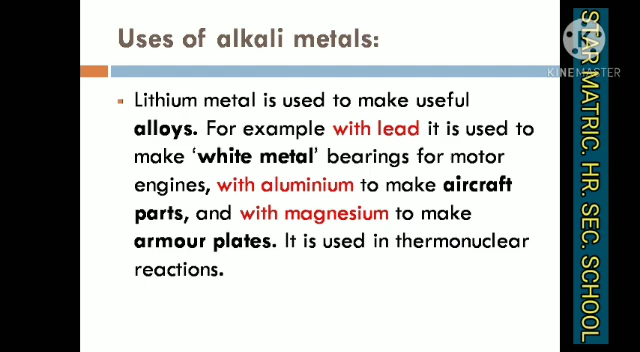 Uses of alkali metals:
Lithium metal is used to make useful
alloys. For example with lead it is used to
make ‘white metal’ bearings for motor
engines, with aluminium to make aircraft
parts, and with magnesium to make
armour plates. It is used in thermonuclear
reactions.
STAR MATRIC. HR. SEC. SCHOOL
KINEMASTER